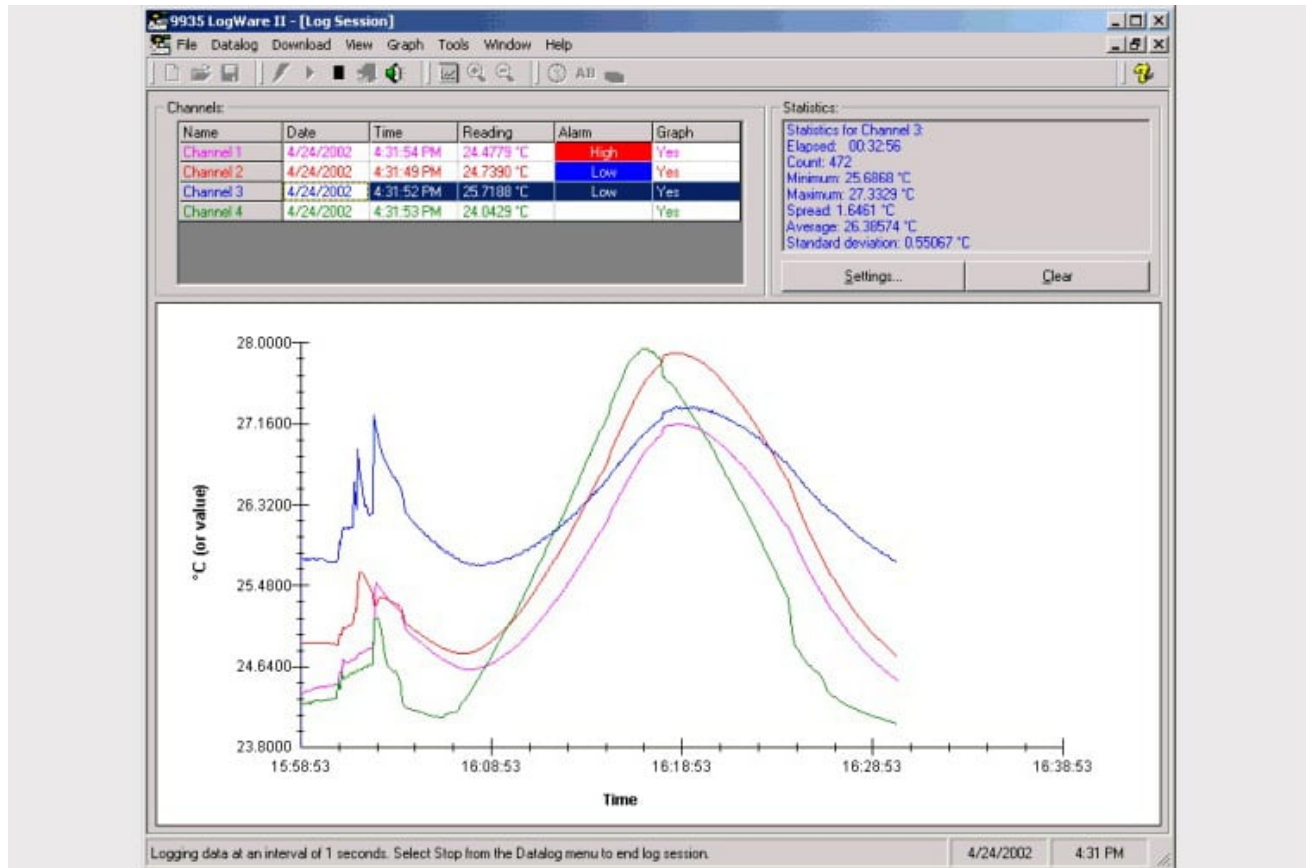 9935 LogWare II - [Log Session]
File Datalog Download View Graph Tools Window Help
AB
Channels:
Name Date Time Reading Alarm Graph
Channel 1 4/24/2002 4:31:54 PM 24.4779 °C High Yes
Channel 2 4/24/2002 4:31:49 PM 24.7390 °C Low Yes
Channel 3 4/24/2002 4:31:52 PM 25.7188 °C Low Yes
Channel 4 4/24/2002 4:31:53 PM 24.0429 °C Yes
Statistics:
Statistics for Channel 3:
Elapsed: 00:32:56
Count: 472
Minimum: 25.6868 °C
Maximum: 27.3329 °C
Spread: 1.6461 °C
Average: 26.38574 °C
Standard deviation: 0.55067 °C
Settings... Clear
28.0000
27.1600
26.3200
25.4800
24.6400
23.8000
°C (or value)
15:58:53 16:08:53 16:18:53 16:28:53 16:38:53
Time
Logging data at an interval of 1 seconds. Select Stop from the Datalog menu to end log session. 4/24/2002 4:31 PM